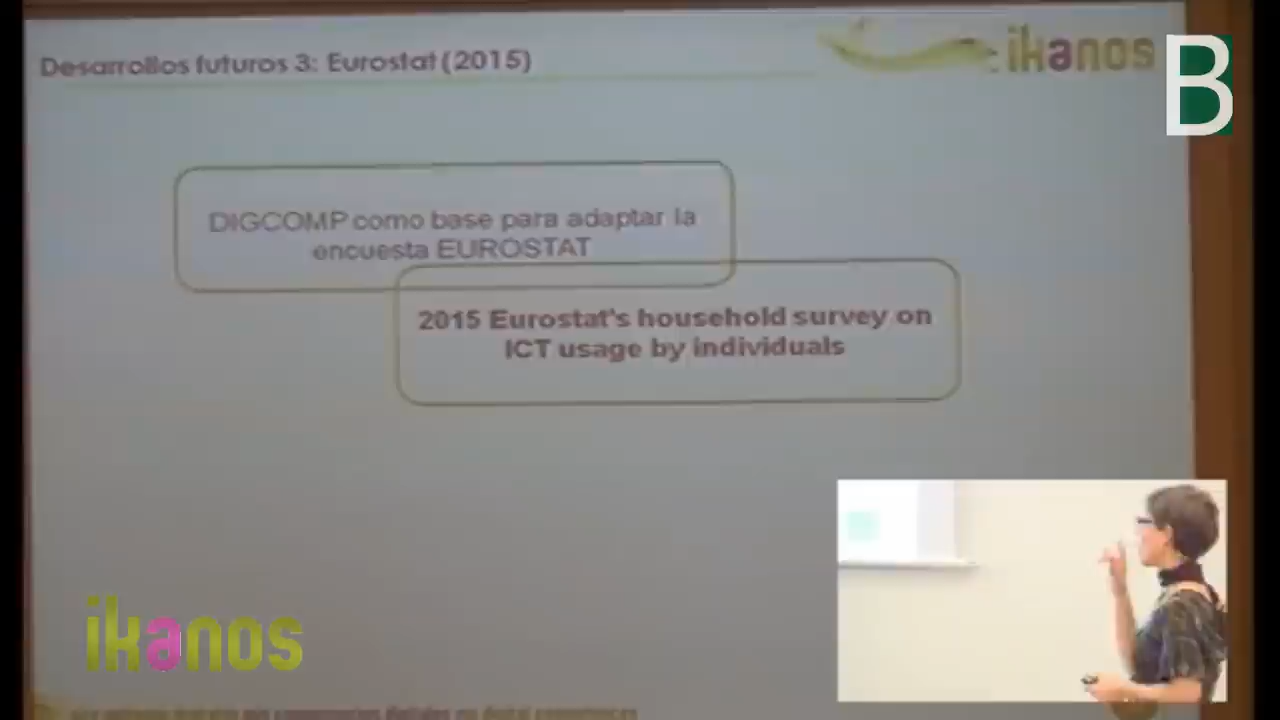 Desarrollos futuros 3: Eurostat (2015)
ikanos
B
DIGCOMP como base para adaptar la
encuesta EUROSTAT
2015 Eurostat's household survey on
ICT usage by individuals
ikanos